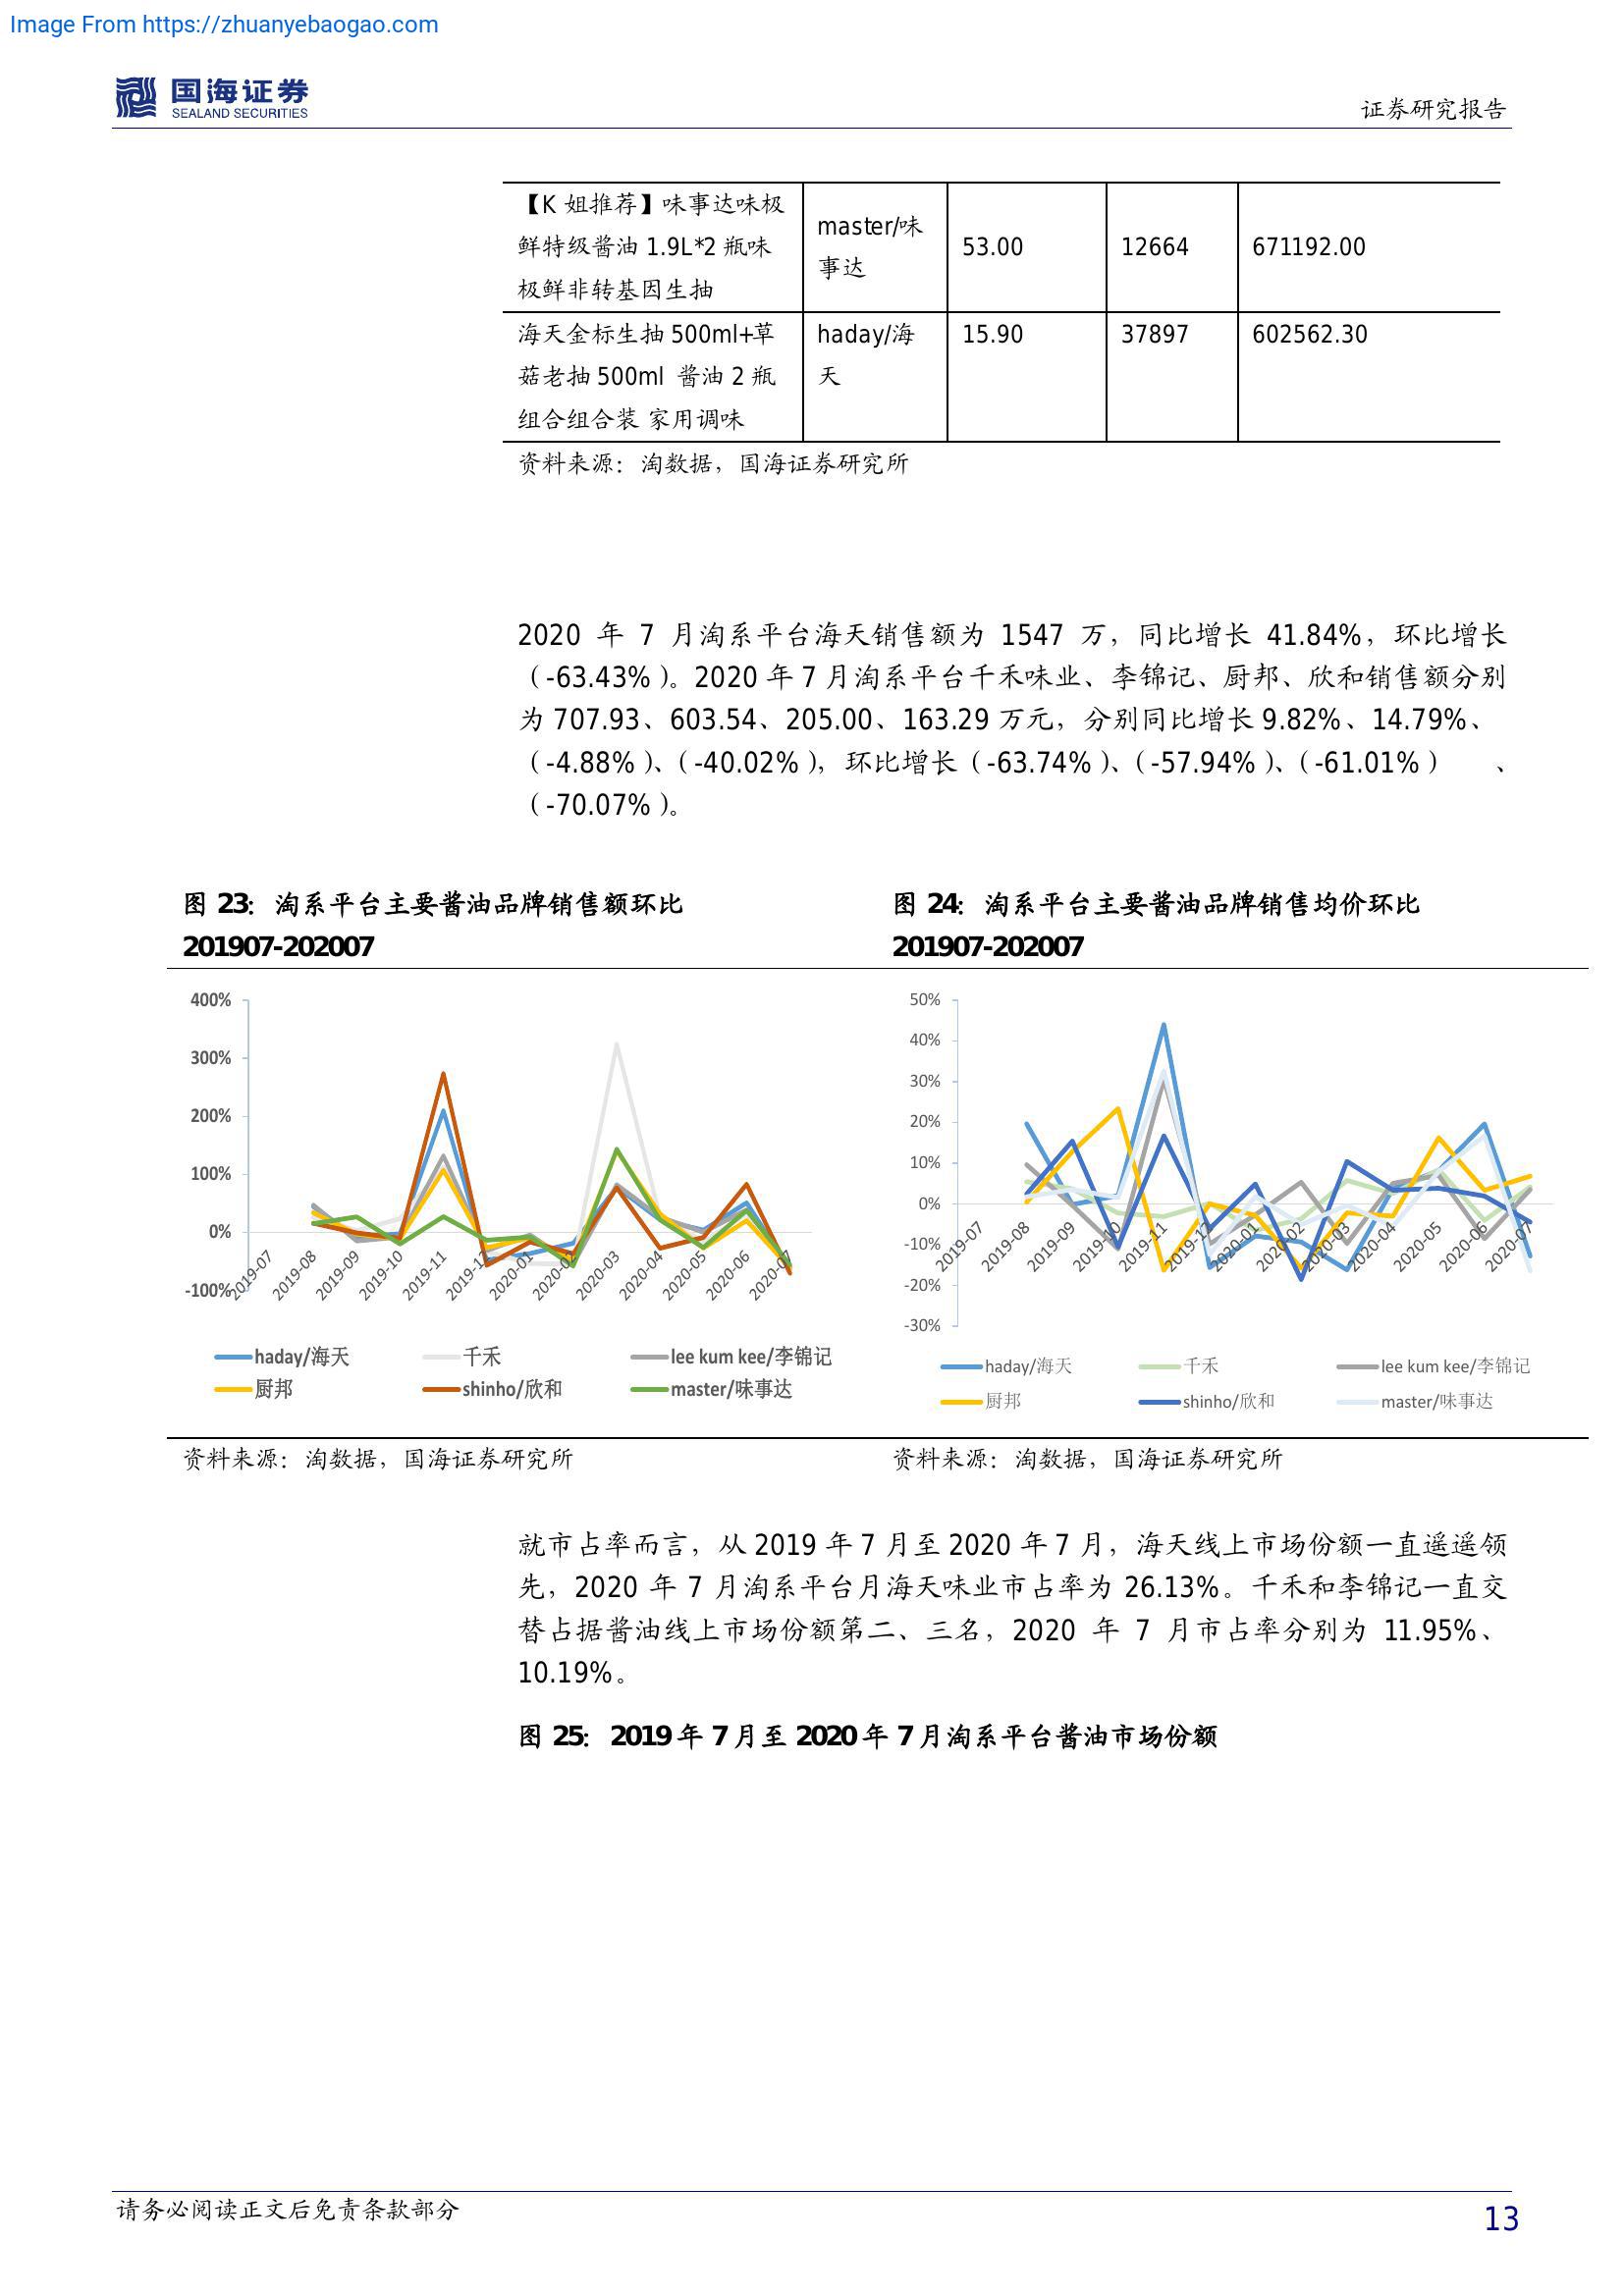 Image From https://zhuanyebaogao.com
国海证券
SEALAND SECURITIES
证券研究报告
【K 姐推荐】味事达味极
鲜特级酱油 1.9L*2 瓶味
极鲜非转基因生抽
master/味
事达
53.00
12664
671192.00
海天金标生抽 500ml+草
菇老抽 500ml 酱油 2 瓶
组合组合装 家用调味
haday/海
天
15.90
37897
602562.30
资料来源：淘数据，国海证券研究所
2020 年 7 月淘系平台海天销售额为 1547 万，同比增长 41.84%，环比增长
（-63.43%）。2020 年 7 月淘系平台千禾味业、李锦记、厨邦、欣和销售额分别
为 707.93、603.54、205.00、163.29 万元，分别同比增长 9.82%、14.79%、
（-4.88%）、（-40.02%），环比增长（-63.74%）、（-57.94%）、（-61.01%） 、
（-70.07%）。
图 23：淘系平台主要酱油品牌销售额环比
201907-202007
400%
300%
200%
100%
0%
-100%
2019-07
2019-08
2019-09
2019-10
2019-11
2019-12
2020-01
2020-02
2020-03
2020-04
2020-05
2020-06
2020-07
haday/海天
千禾
lee kum kee/李锦记
厨邦
shinho/欣和
master/味事达
资料来源：淘数据，国海证券研究所
图 24：淘系平台主要酱油品牌销售均价环比
201907-202007
50%
40%
30%
20%
10%
0%
-10%
-20%
-30%
2019-07
2019-08
2019-09
2019-10
2019-11
2019-12
2020-01
2020-02
2020-03
2020-04
2020-05
2020-06
2020-07
haday/海天
千禾
lee kum kee/李锦记
厨邦
shinho/欣和
master/味事达
资料来源：淘数据，国海证券研究所
就市占率而言，从 2019 年 7 月至 2020 年 7 月，海天线上市场份额一直遥遥领
先，2020 年 7 月淘系平台月海天味业市占率为 26.13%。千禾和李锦记一直交
替占据酱油线上市场份额第二、三名，2020 年 7 月市占率分别为 11.95%、
10.19%。
图 25：2019 年 7 月至 2020 年 7 月淘系平台酱油市场份额
请务必阅读正文后免责条款部分
13